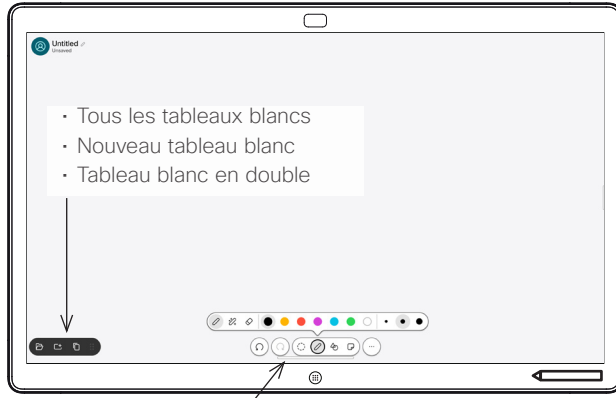 Untitled
Unsaved
· Tous les tableaux blancs
· Nouveau tableau blanc
· Tableau blanc en double